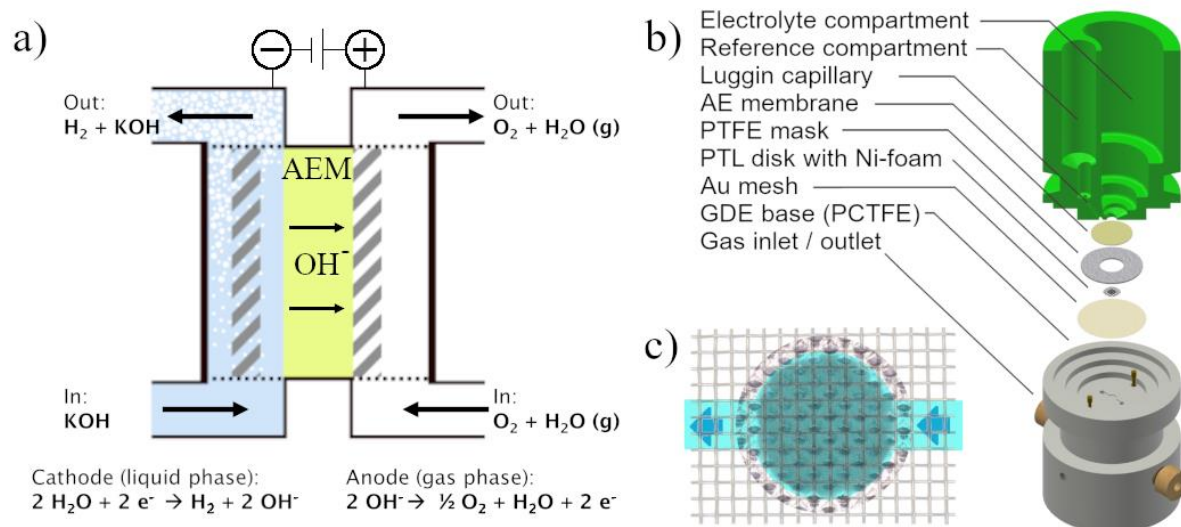 a)
− +
Out:
H₂ + KOH
Out:
O₂ + H₂O (g)
AEM
OH⁻
In:
KOH
In:
O₂ + H₂O (g)
Cathode (liquid phase):
2 H₂O + 2 e⁻ → H₂ + 2 OH⁻
Anode (gas phase):
2 OH⁻→ ½ O₂ + H₂O + 2 e⁻
b)
Electrolyte compartment
Reference compartment
Luggin capillary
AE membrane
PTFE mask
PTL disk with Ni-foam
Au mesh
GDE base (PCTFE)
Gas inlet / outlet
c)